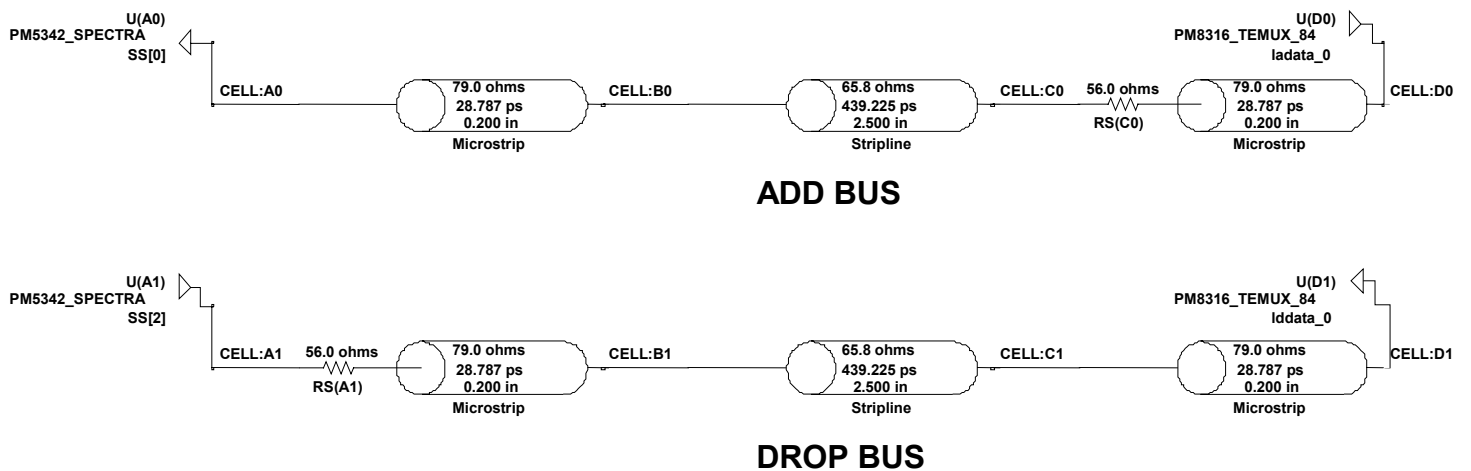 U(A0)
PM5342_SPECTRA
SS[0]
U(D0)
PM8316_TEMUX_84
ladata_0
CELL:A0
79.0 ohms
28.787 ps
0.200 in
Microstrip
CELL:B0
65.8 ohms
439.225 ps
2.500 in
Stripline
CELL:C0
56.0 ohms
RS(C0)
79.0 ohms
28.787 ps
0.200 in
Microstrip
CELL:D0
ADD BUS
U(A1)
PM5342_SPECTRA
SS[2]
U(D1)
PM8316_TEMUX_84
lddata_0
CELL:A1
56.0 ohms
RS(A1)
79.0 ohms
28.787 ps
0.200 in
Microstrip
CELL:B1
65.8 ohms
439.225 ps
2.500 in
Stripline
CELL:C1
79.0 ohms
28.787 ps
0.200 in
Microstrip
CELL:D1
DROP BUS